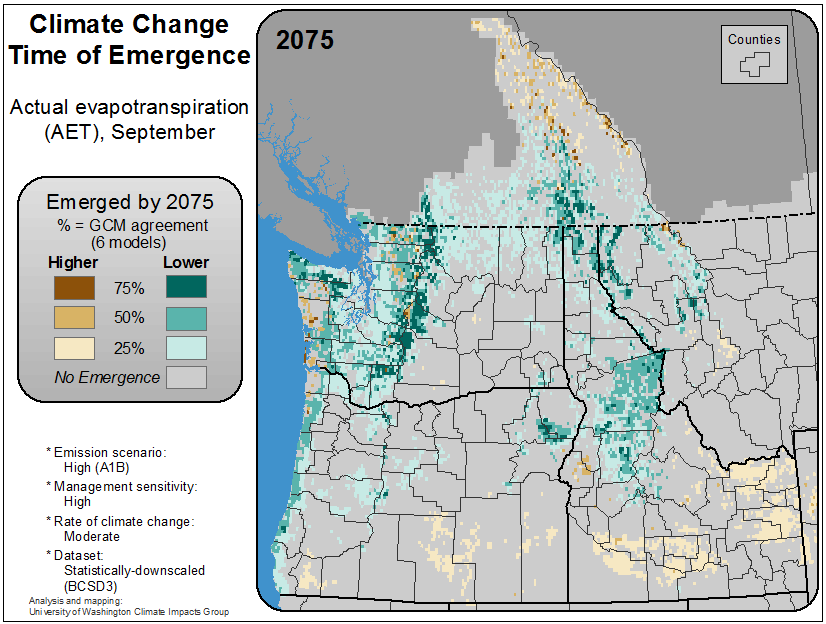 Climate Change
Time of Emergence
Actual evapotranspiration
(AET), September
Emerged by 2075
% = GCM agreement
(6 models)
Higher Lower
75%
50%
25%
No Emergence
* Emission scenario:
High (A1B)
* Management sensitivity:
High
* Rate of climate change:
Moderate
* Dataset:
Statistically-downscaled
(BCSD3)
Analysis and mapping:
University of Washington Climate Impacts Group
2075
Counties